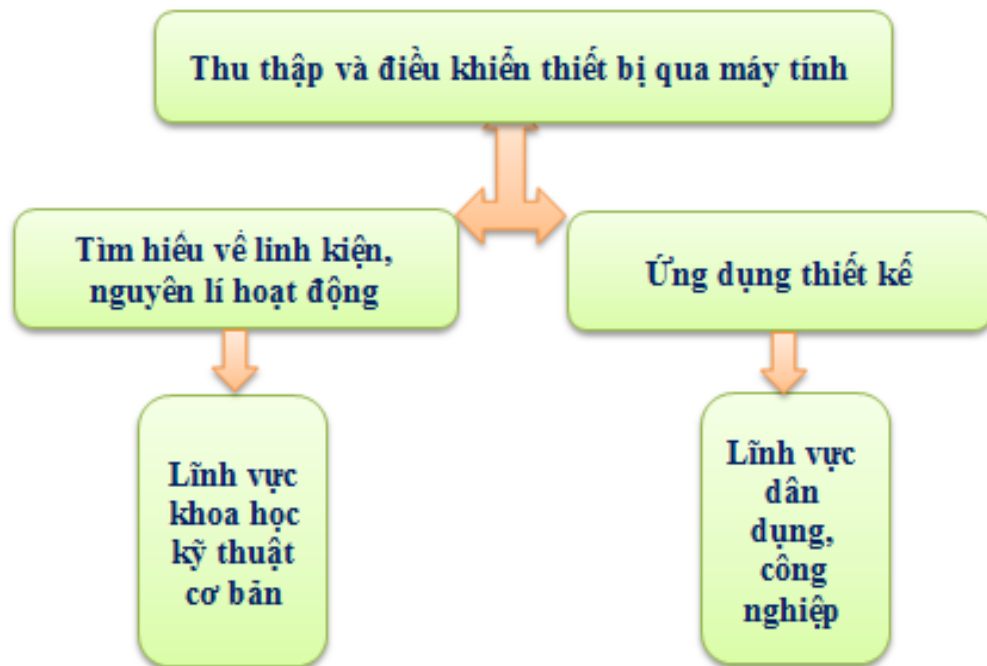 Thu thập và điều khiển thiết bị qua máy tính
Tìm hiểu về linh kiện,
nguyên lí hoạt động
Ứng dụng thiết kế
Lĩnh vực
khoa học
kỹ thuật
cơ bản
Lĩnh vực
dân
dụng,
công
nghiệp